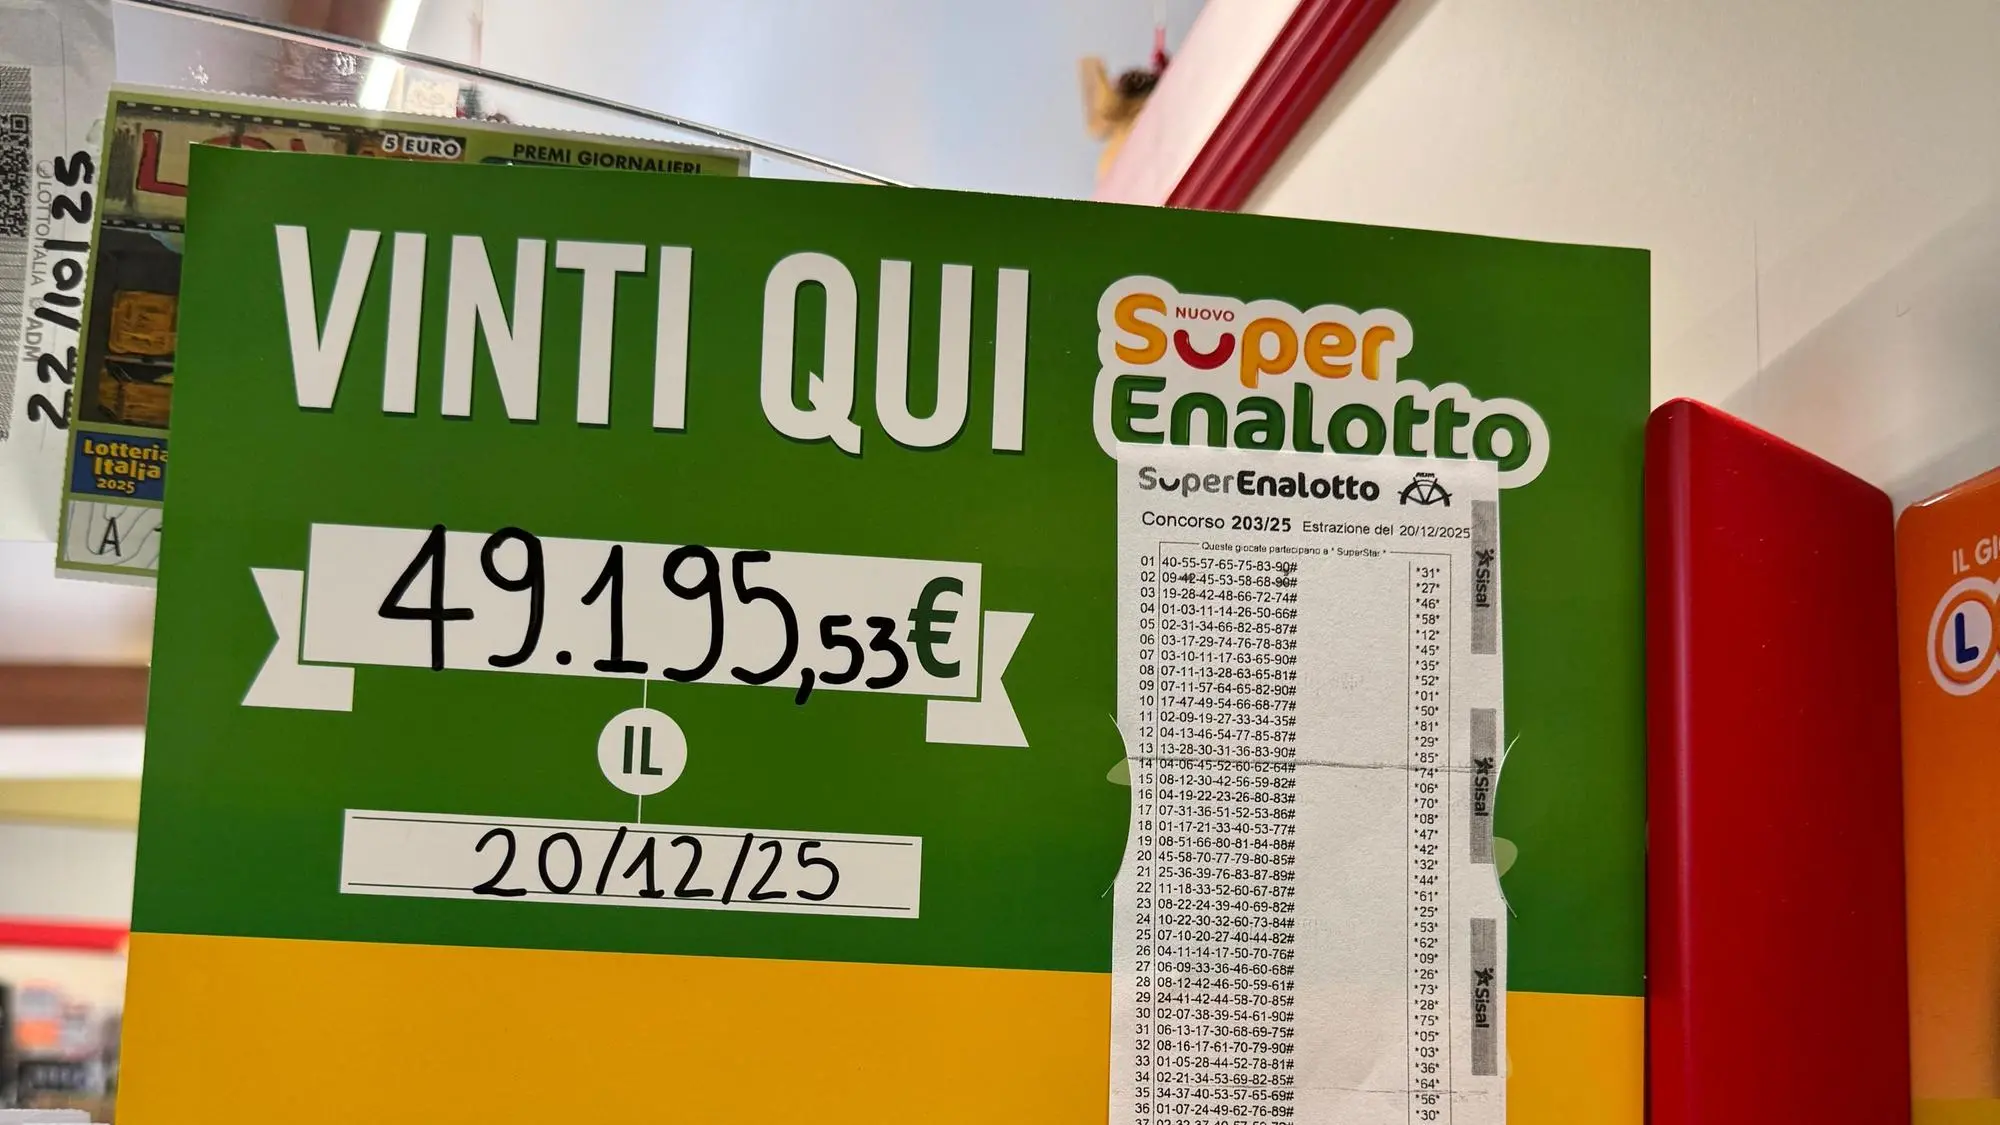 5 EURO
PREMI GIORNALIERI
LOTTOITALIA ADM
22/10/25
Lotteria
Italia
2025
A
VINTI QUI
NUOVO
Super
Enalotto
49.195,53€
IL
20/12/25
SuperEnalotto
Concorso 203/25 Estrazione del 20/12/2025
Queste giocate partecipano a * SuperStar *
01 40-55-57-65-75-83-90# *31*
02 09-42-45-53-58-68-90# *27*
03 19-28-42-48-66-72-74# *46*
04 01-03-11-14-26-50-66# *58*
05 02-31-34-66-82-85-87# *12*
06 03-17-29-74-76-78-83# *45*
07 03-10-11-17-63-65-90# *35*
08 07-11-13-28-63-65-81# *52*
09 07-11-57-64-65-82-90# *01*
10 17-47-49-54-66-68-77# *50*
11 02-09-19-27-33-34-35# *81*
12 04-13-46-54-77-85-87# *29*
13 13-28-30-31-36-83-90# *85*
14 04-06-45-52-60-62-64# *74*
15 08-12-30-42-56-59-82# *06*
16 04-19-22-23-26-80-83# *70*
17 07-31-36-51-52-53-86# *08*
18 01-17-21-33-40-53-77# *47*
19 08-51-66-80-81-84-88# *42*
20 45-58-70-77-79-80-85# *32*
21 25-36-39-76-83-87-89# *44*
22 11-18-33-52-60-67-87# *61*
23 08-22-24-39-40-69-82# *25*
24 10-22-30-32-60-73-84# *53*
25 07-10-20-27-40-44-82# *62*
26 04-11-14-17-50-70-76# *09*
27 06-09-33-36-46-60-68# *26*
28 08-12-42-46-50-59-61# *73*
29 24-41-42-44-58-70-85# *28*
30 02-07-38-39-54-61-90# *75*
31 06-13-17-30-68-69-75# *05*
32 08-16-17-61-70-79-90# *03*
33 01-05-28-44-52-78-81# *36*
34 02-21-34-53-69-82-85# *64*
35 34-37-40-53-57-65-69# *56*
36 01-07-24-49-62-76-89# *30*
Sisal
Sisal
Sisal
IL GI
L